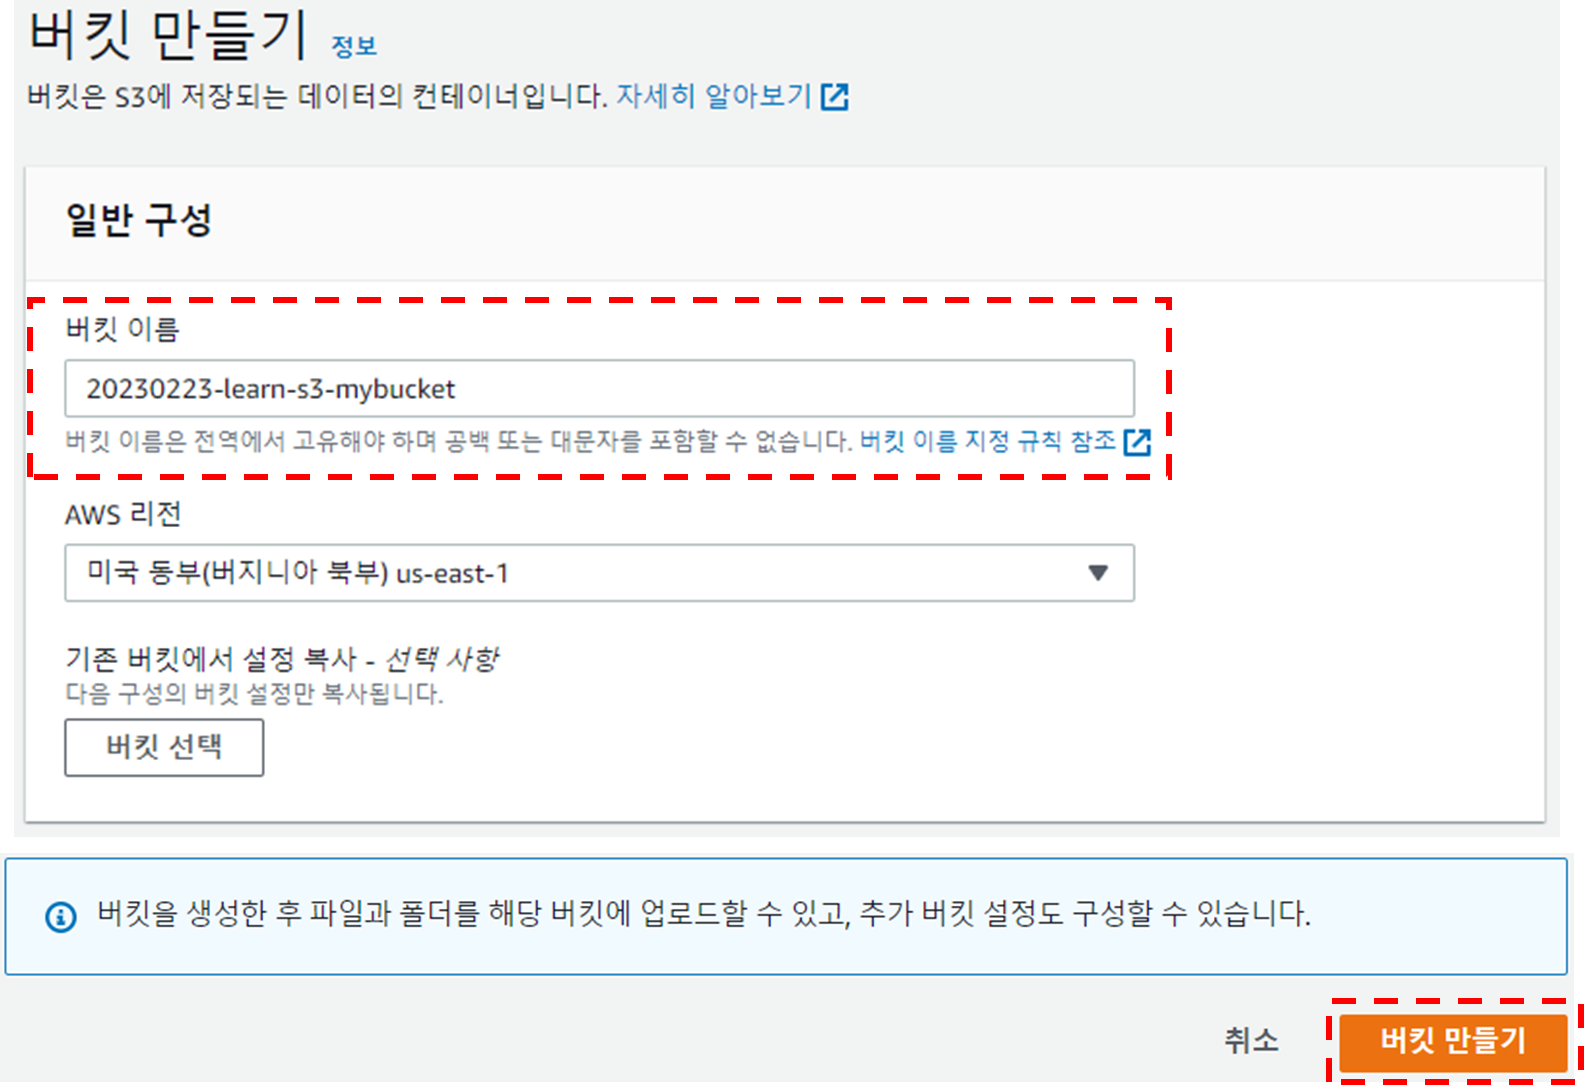 버킷 만들기 정보
버킷은 S3에 저장되는 데이터의 컨테이너입니다. 자세히 알아보기
일반 구성
버킷 이름
20230223-learn-s3-mybucket
버킷 이름은 전역에서 고유해야 하며 공백 또는 대문자를 포함할 수 없습니다. 버킷 이름 지정 규칙 참조
AWS 리전
미국 동부(버지니아 북부) us-east-1
기존 버킷에서 설정 복사 - 선택 사항
다음 구성의 버킷 설정만 복사됩니다.
버킷 선택
버킷을 생성한 후 파일과 폴더를 해당 버킷에 업로드할 수 있고, 추가 버킷 설정도 구성할 수 있습니다.
취소 버킷 만들기